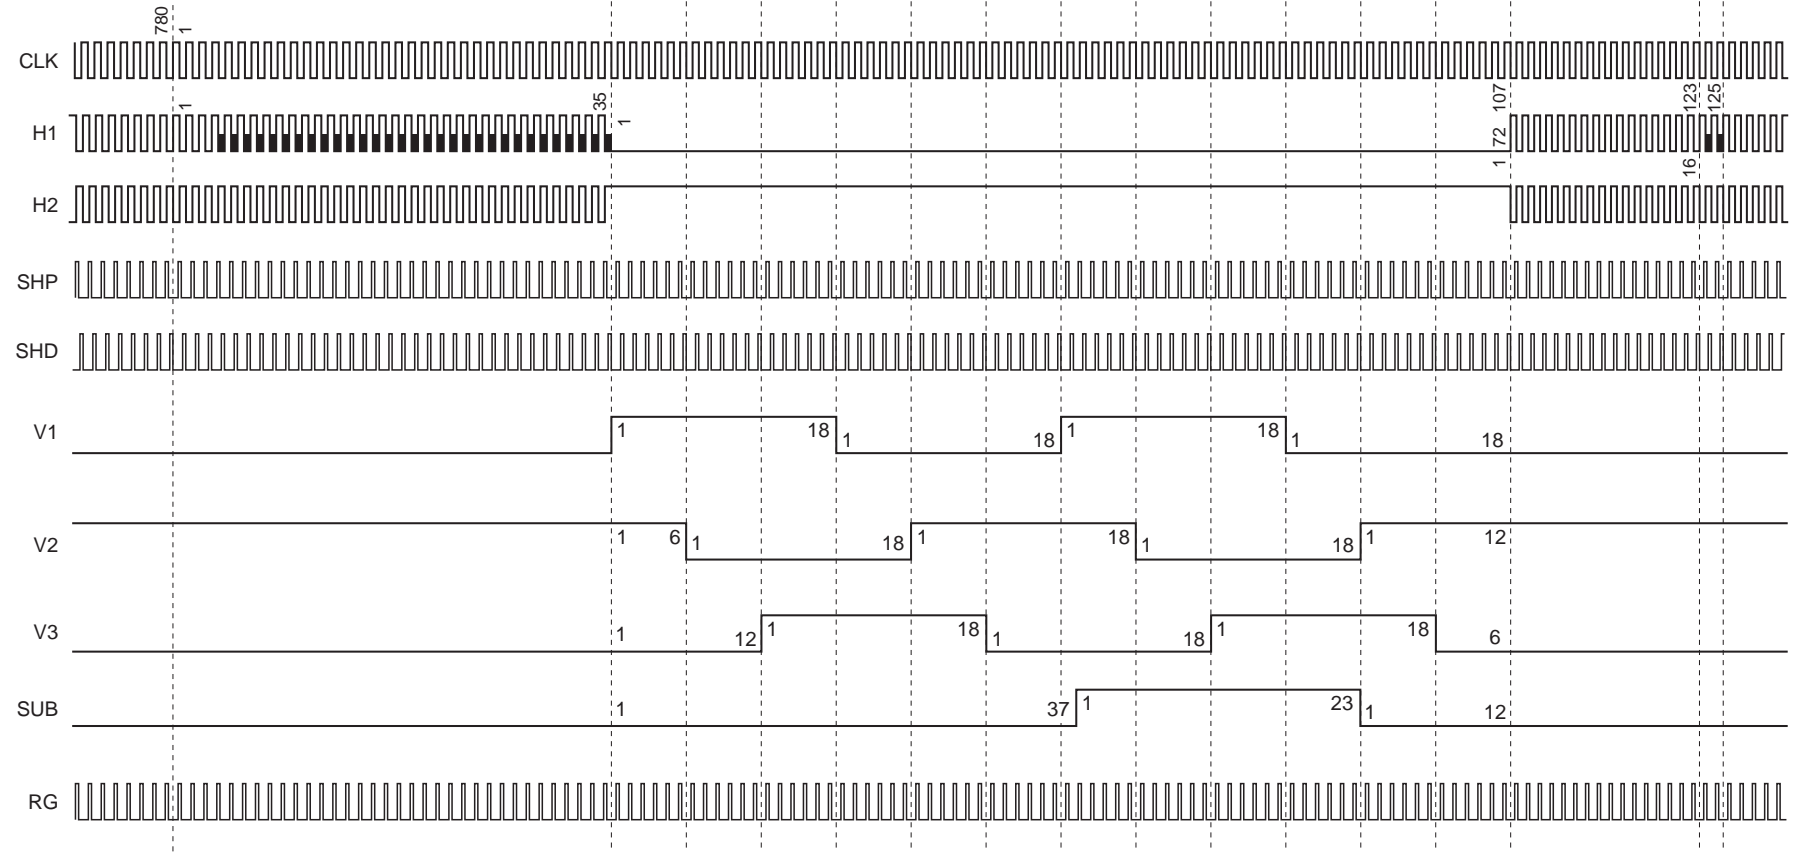 780 1
CLK
1 35 1 107 123 125
H1
1 72 16
H2
SHP
SHD
V1 1 18 1 18 1 18 1 18
V2 1 6 1 18 1 18 1 18 1 12
V3 1 12 1 18 1 18 1 18 6
SUB 1 37 1 23 1 12
RG